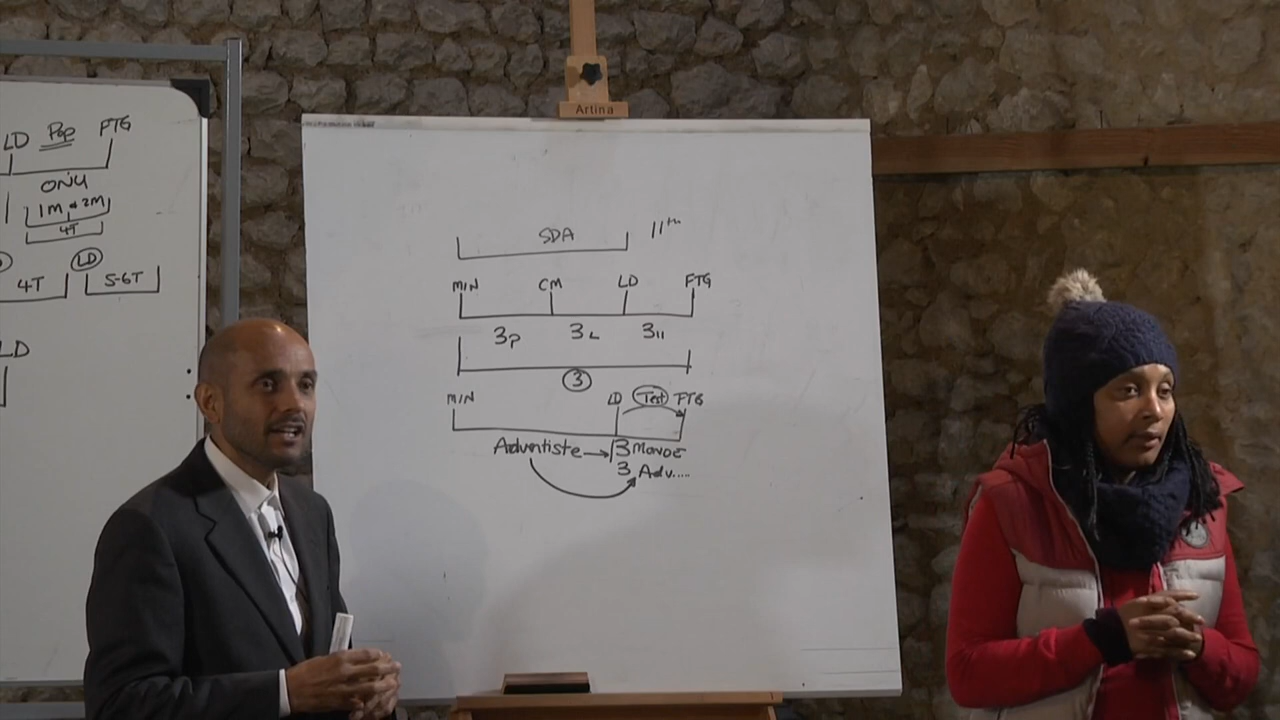 Artina
LD Pop FTG
ONU
1M 2M
4T
LD
4T 5-6T
LD
SDA 11th
MIN CM LD FTG
3P 3L 311
3
MIN LD Test FTG
Adventiste 3
3 Adv....